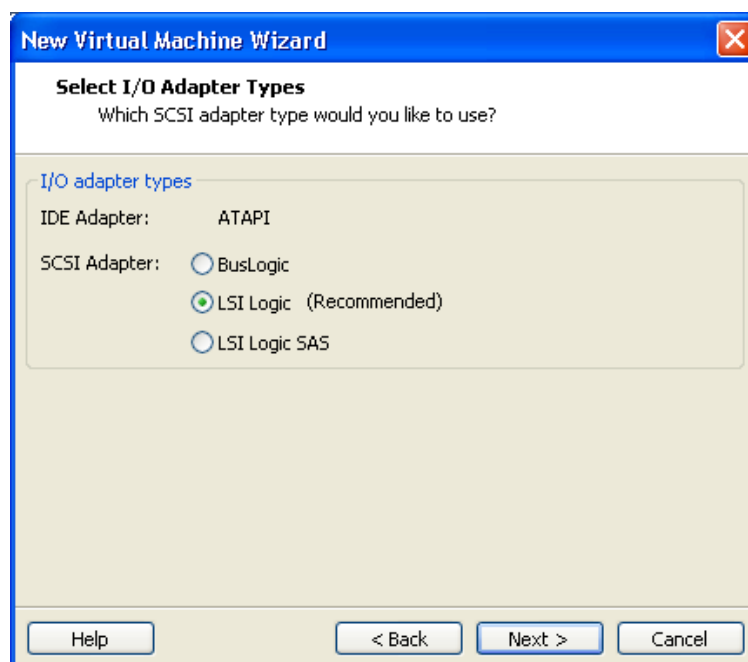 New Virtual Machine Wizard
Select I/O Adapter Types
Which SCSI adapter type would you like to use?
I/O adapter types
IDE Adapter: ATAPI
SCSI Adapter: BusLogic
LSI Logic (Recommended)
LSI Logic SAS
Help < Back Next > Cancel